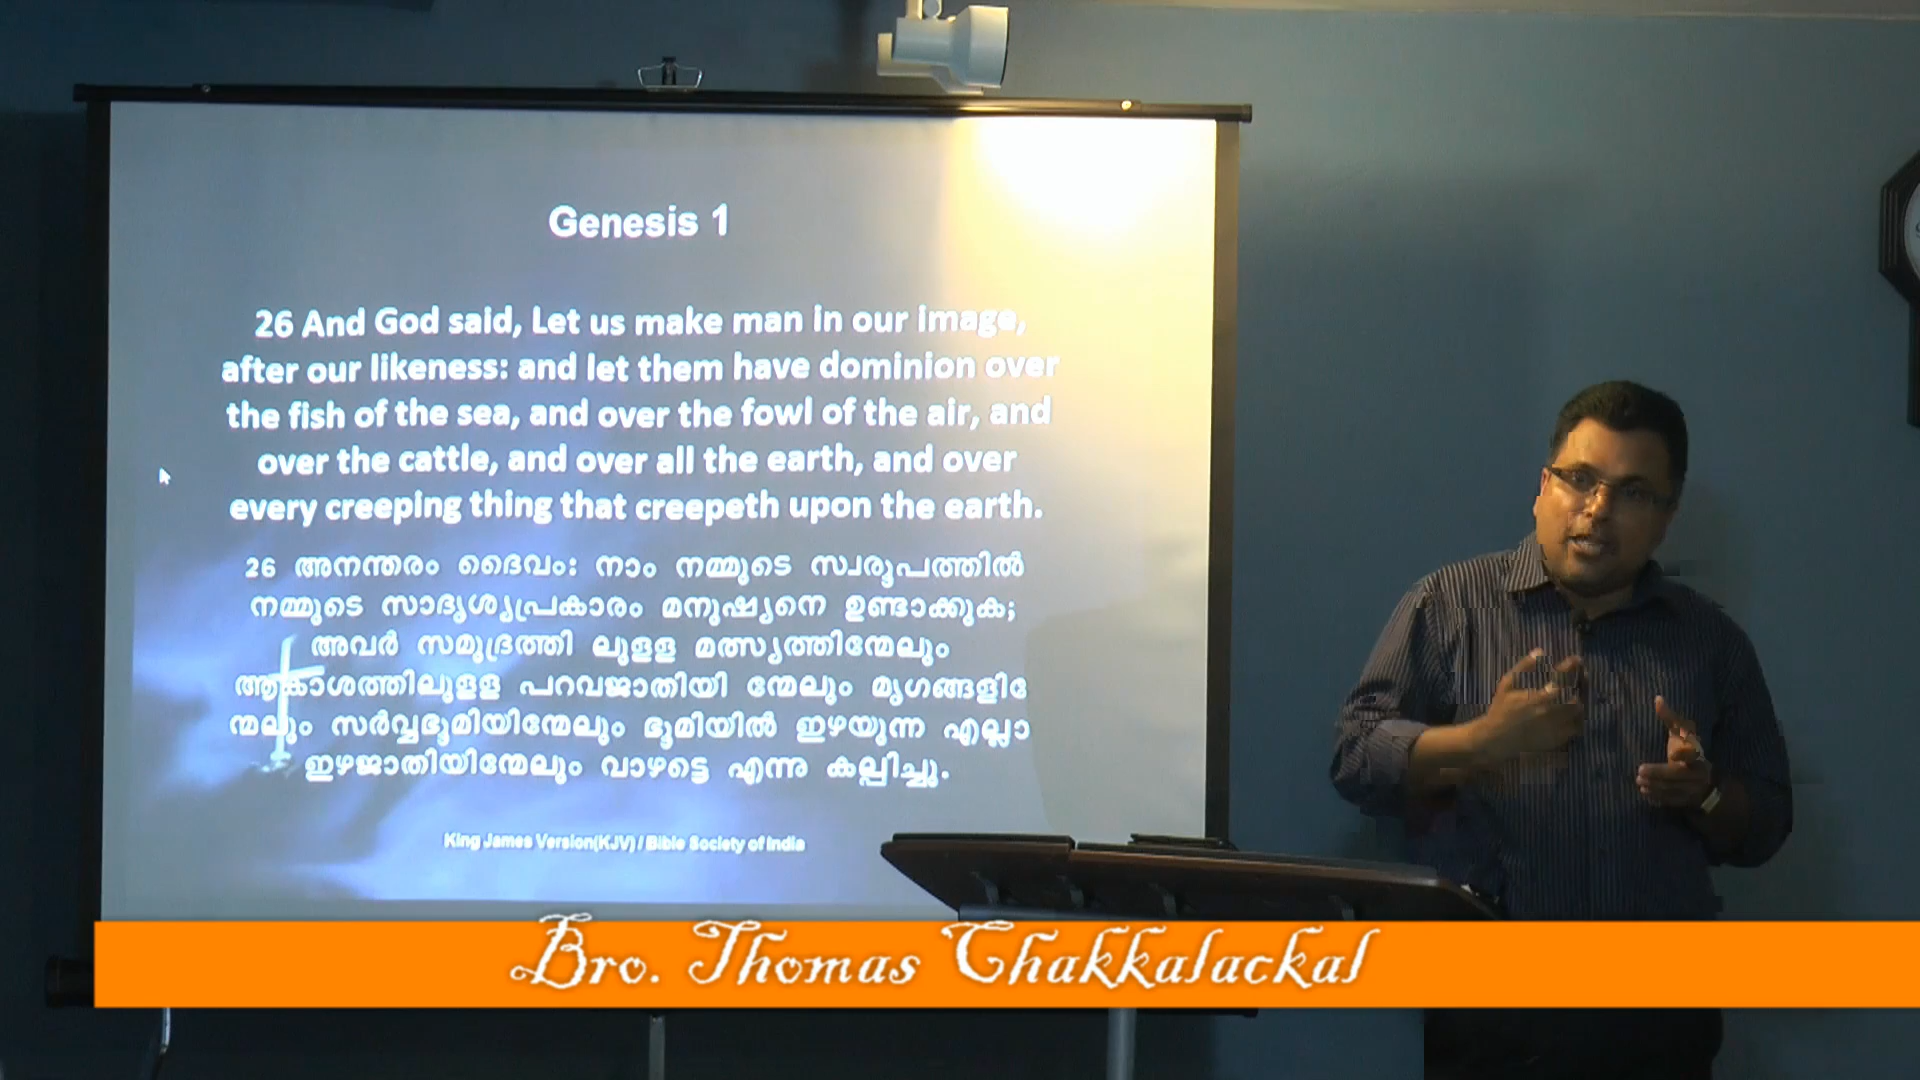 Genesis 1
26 And God said, Let us make man in our image,
after our likeness: and let them have dominion over
the fish of the sea, and over the fowl of the air, and
over the cattle, and over all the earth, and over
every creeping thing that creepeth upon the earth.
26 അനന്തരം ദൈവം: നാം നമ്മുടെ സ്വരൂപത്തിൽ
നമ്മുടെ സാദൃശ്യപ്രകാരം മനുഷ്യനെ ഉണ്ടാക്കുക;
അവർ സമുദ്രത്തി ലുളള മത്സ്യത്തിന്മേലും
ആകാശത്തിലുളള പറവജാതിയി ന്മേലും മൃഗങ്ങളിേ
ന്മലും സർവ്വഭൂമിയിന്മേലും ഭൂമിയിൽ ഇഴയുന്ന എല്ലാ
ഇഴജാതിയിന്മേലും വാഴട്ടെ എന്നു കല്പിച്ചു.
King James Version(KJV) / Bible Society of India
Bro. Thomas Chakkalackal